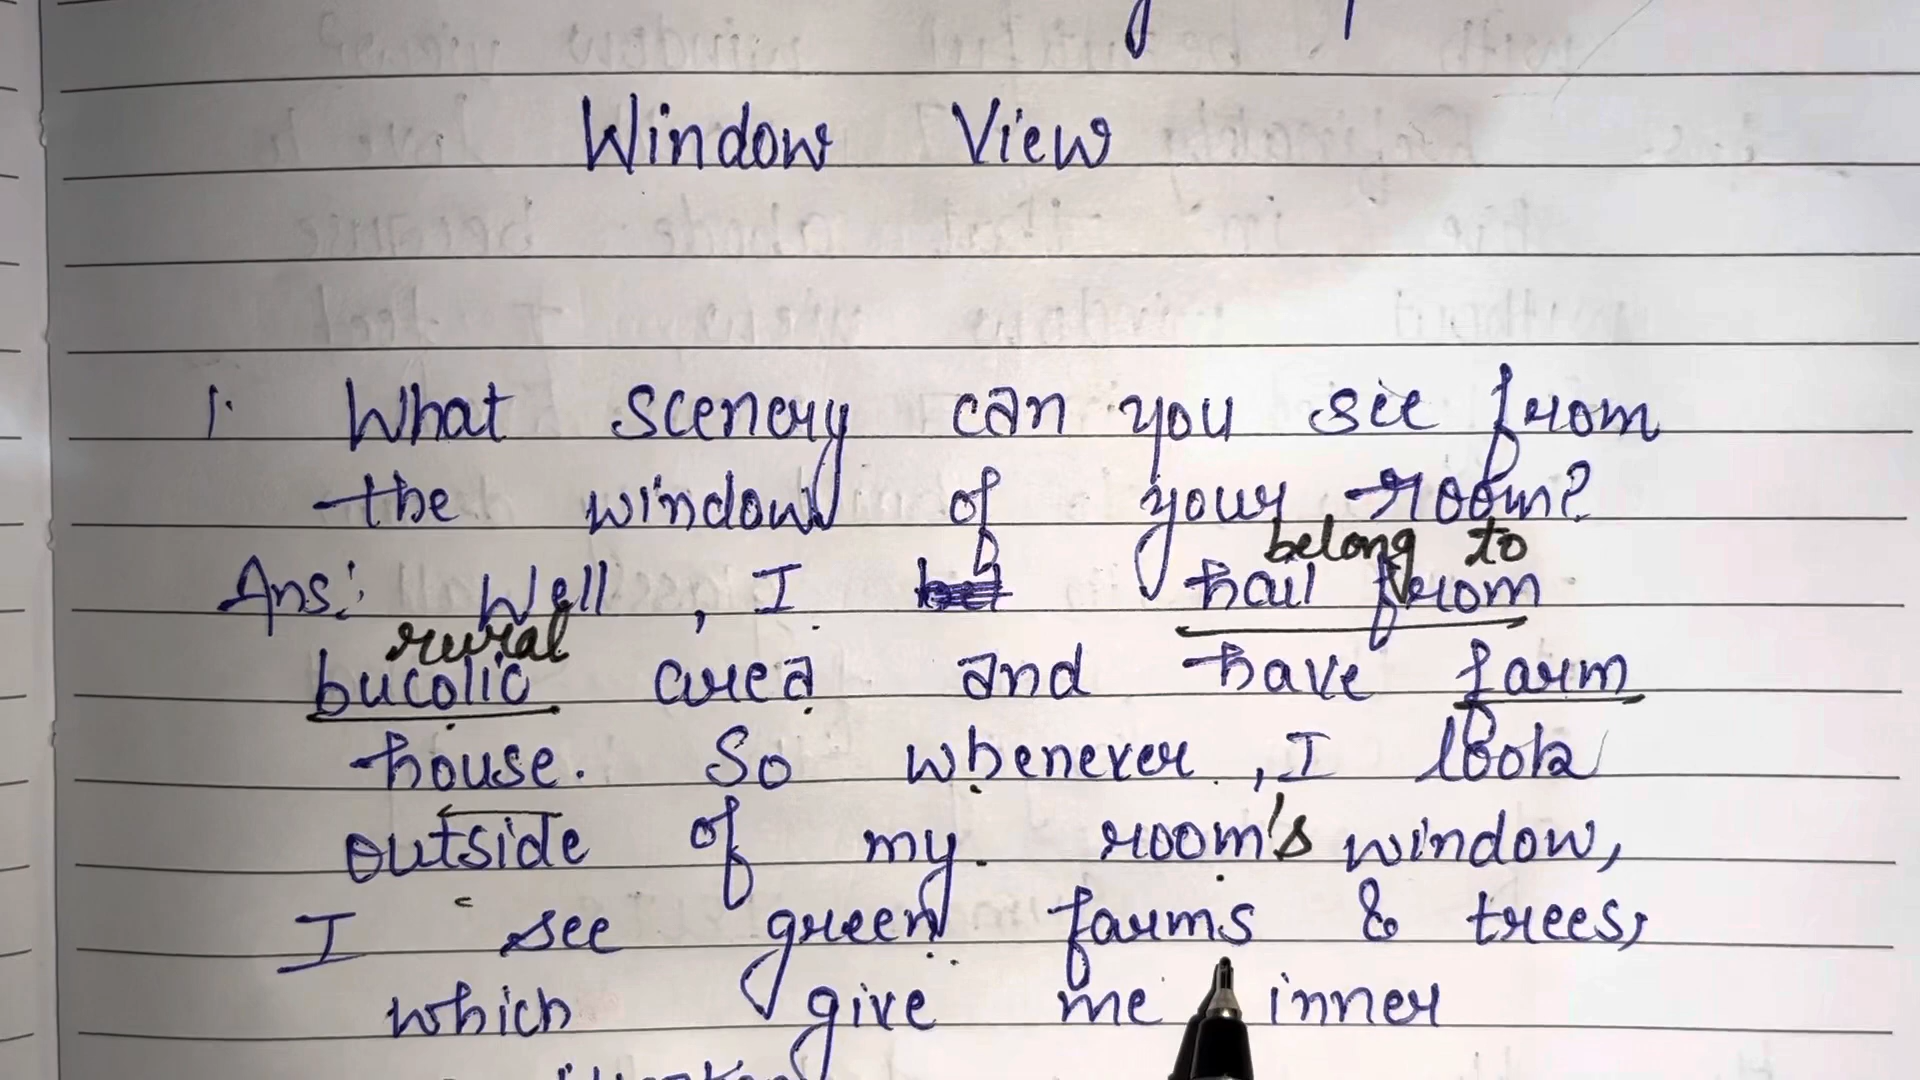 Window View
1. What scenery can you see from
the window of your room?
belong to
Ans: Well, I hail from
rural
bucolic area and have farm
house. So whenever, I look
outside of my room's window,
I see green farms & trees,
which give me inner